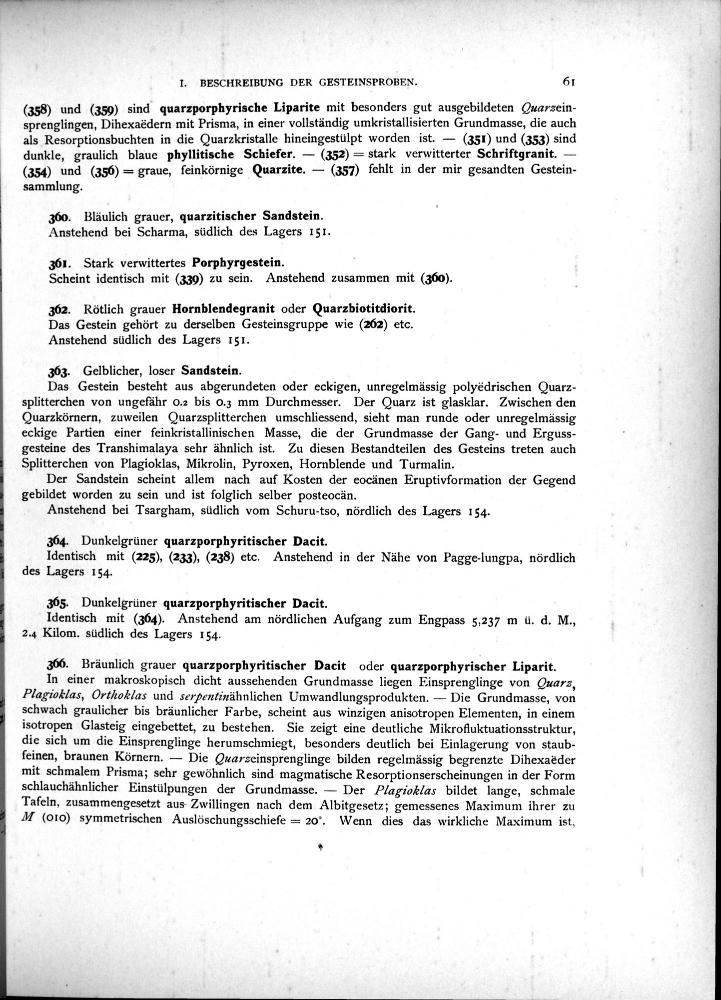 I. BESCHREIBUNG DER GESTEINSPROBEN. 61
(358) und (359) sind quarzporphyrische Liparite mit besonders gut ausgebildeten Quarzein-
sprenglingen, Dihexaëdern mit Prisma, in einer vollständig umkristallisierten Grundmasse, die auch
als Resorptionsbuchten in die Quarzkristalle hineingestülpt worden ist. — (351) und (353) sind
dunkle, graulich blaue phyllitische Schiefer. — (352) = stark verwitterter Schriftgranit. —
(354) und (356) = graue, feinkörnige Quarzite. — (357) fehlt in der mir gesandten Gestein-
sammlung.
360. Bläulich grauer, quarzitischer Sandstein.
Anstehend bei Scharma, südlich des Lagers 151.
361. Stark verwittertes Porphyrgestein.
Scheint identisch mit (339) zu sein. Anstehend zusammen mit (360).
362. Rötlich grauer Hornblendegranit oder Quarzbiotitdiorit.
Das Gestein gehört zu derselben Gesteinsgruppe wie (262) etc.
Anstehend südlich des Lagers 151.
363. Gelblicher, loser Sandstein.
Das Gestein besteht aus abgerundeten oder eckigen, unregelmässig polyëdrischen Quarz-
splitterchen von ungefähr 0.2 bis 0.3 mm Durchmesser. Der Quarz ist glasklar. Zwischen den
Quarzkörnern, zuweilen Quarzsplitterchen umschliessend, sieht man runde oder unregelmässig
eckige Partien einer feinkristallinischen Masse, die der Grundmasse der Gang- und Erguss-
gesteine des Transhimalaya sehr ähnlich ist. Zu diesen Bestandteilen des Gesteins treten auch
Splitterchen von Plagioklas, Mikrolin, Pyroxen, Hornblende und Turmalin.
Der Sandstein scheint allem nach auf Kosten der eocänen Eruptivformation der Gegend
gebildet worden zu sein und ist folglich selber posteocän.
Anstehend bei Tsargham, südlich vom Schuru-tso, nördlich des Lagers 154.
364. Dunkelgrüner quarzporphyritischer Dacit.
Identisch mit (225), (233), (238) etc. Anstehend in der Nähe von Pagge-lungpa, nördlich
des Lagers 154.
365. Dunkelgrüner quarzporphyritischer Dacit.
Identisch mit (364). Anstehend am nördlichen Aufgang zum Engpass 5,237 m ü. d. M.,
2.4 Kilom. südlich des Lagers 154.
366. Bräunlich grauer quarzporphyritischer Dacit oder quarzporphyrischer Liparit.
In einer makroskopisch dicht aussehenden Grundmasse liegen Einsprenglinge von Quarz,
Plagioklas, Orthoklas und serpentinähnlichen Umwandlungsprodukten. — Die Grundmasse, von
schwach graulicher bis bräunlicher Farbe, scheint aus winzigen anisotropen Elementen, in einem
isotropen Glasteig eingebettet, zu bestehen. Sie zeigt eine deutliche Mikrofluktuationsstruktur,
die sich um die Einsprenglinge herumschmiegt, besonders deutlich bei Einlagerung von staub-
feinen, braunen Körnern. — Die Quarzeinsprenglinge bilden regelmässig begrenzte Dihexaëder
mit schmalem Prisma; sehr gewöhnlich sind magmatische Resorptionserscheinungen in der Form
schlauchähnlicher Einstülpungen der Grundmasse. — Der Plagioklas bildet lange, schmale
Tafeln, zusammengesetzt aus Zwillingen nach dem Albitgesetz; gemessenes Maximum ihrer zu
M (010) symmetrischen Auslöschungsschiefe = 20°. Wenn dies das wirkliche Maximum ist,